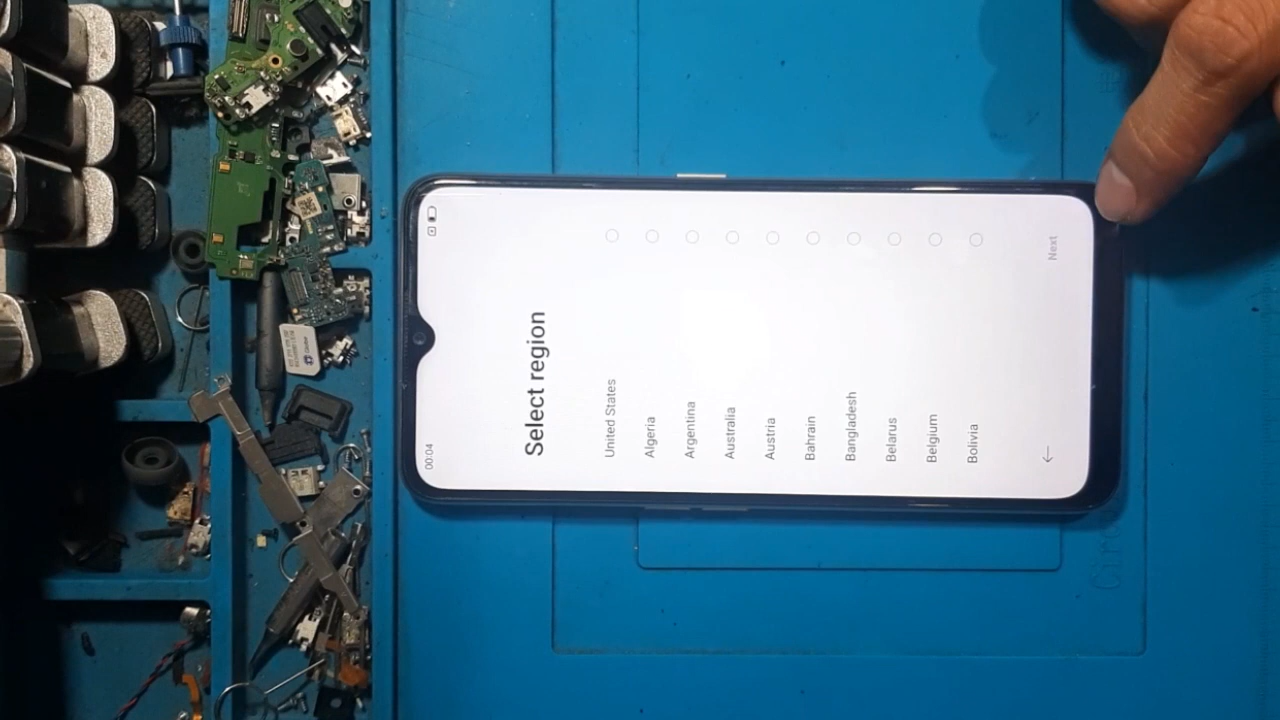 00:04
Select region
United States
Algeria
Argentina
Australia
Austria
Bahrain
Bangladesh
Belarus
Belgium
Bolivia
Next